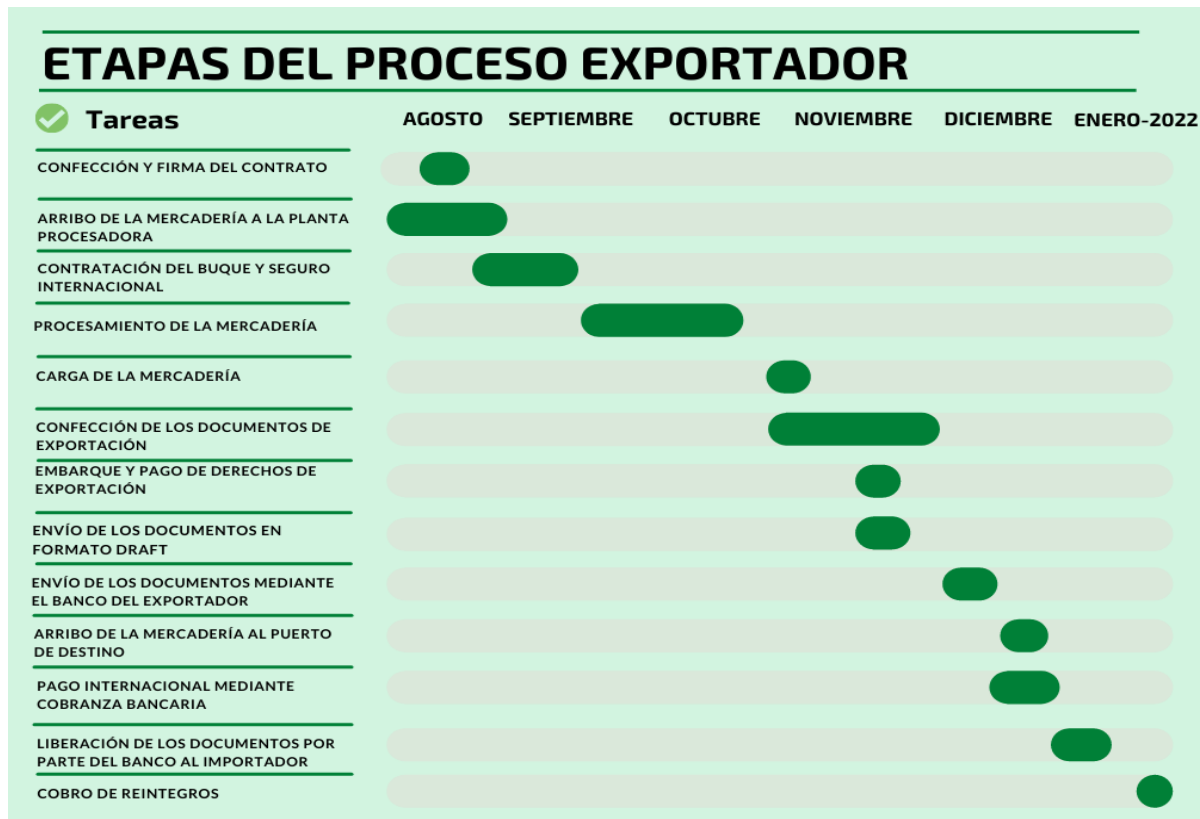 ETAPAS DEL PROCESO EXPORTADOR
Tareas
AGOSTO SEPTIEMBRE OCTUBRE NOVIEMBRE DICIEMBRE ENERO-2022
CONFECCIÓN Y FIRMA DEL CONTRATO
ARRIBO DE LA MERCADERÍA A LA PLANTA
PROCESADORA
CONTRATACIÓN DEL BUQUE Y SEGURO
INTERNACIONAL
PROCESAMIENTO DE LA MERCADERÍA
CARGA DE LA MERCADERÍA
CONFECCIÓN DE LOS DOCUMENTOS DE
EXPORTACIÓN
EMBARQUE Y PAGO DE DERECHOS DE
EXPORTACIÓN
ENVÍO DE LOS DOCUMENTOS EN
FORMATO DRAFT
ENVÍO DE LOS DOCUMENTOS MEDIANTE
EL BANCO DEL EXPORTADOR
ARRIBO DE LA MERCADERÍA AL PUERTO
DE DESTINO
PAGO INTERNACIONAL MEDIANTE
COBRANZA BANCARIA
LIBERACIÓN DE LOS DOCUMENTOS POR
PARTE DEL BANCO AL IMPORTADOR
COBRO DE REINTEGROS